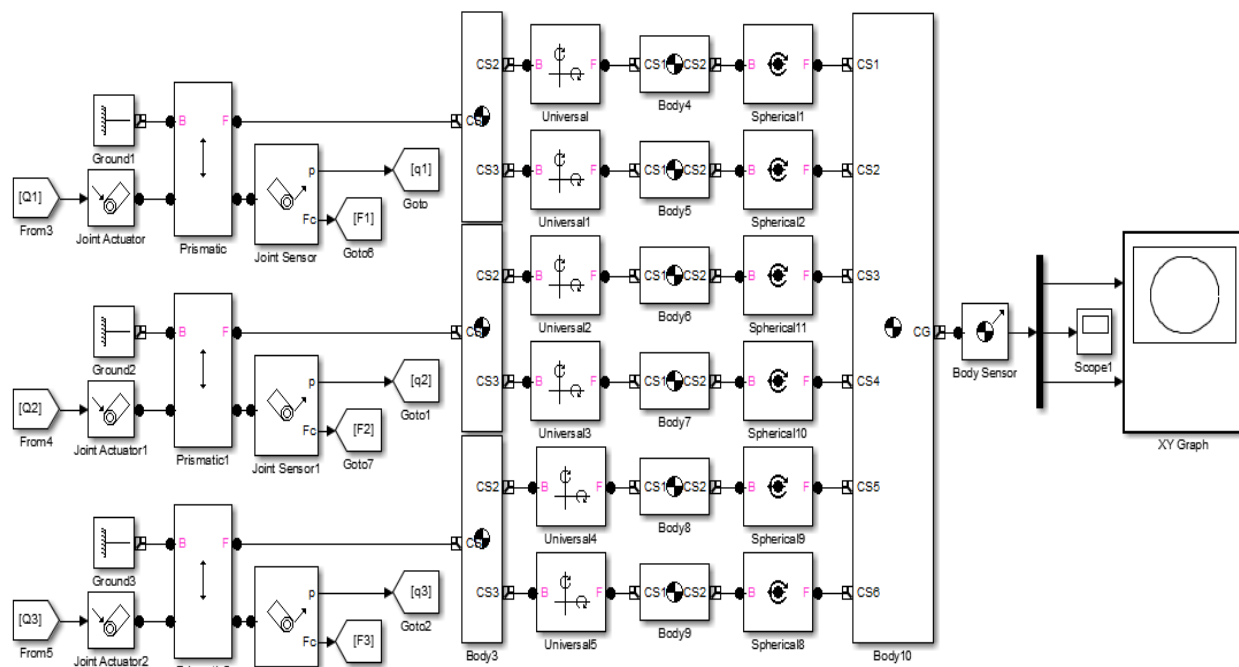 CS2
B
F
CS1
CS2
B
F
CS1
Universal
Body4
Spherical1
B
F
CS
Ground1
CS3
B
F
CS1
CS2
B
F
CS2
p
[q1]
Goto
Universal1
Body5
Spherical2
[Q1]
From3
Joint Actuator
Fc
[F1]
Prismatic
Joint Sensor
Goto6
CS2
B
F
CS1
CS2
B
F
CS3
Universal2
Body6
Spherical11
B
F
CS
CG
Ground2
Body Sensor
Scope1
CS3
B
F
CS1
CS2
B
F
CS4
p
[q2]
Goto1
Universal3
Body7
Spherical10
[Q2]
From4
Joint Actuator1
Fc
[F2]
XY Graph
Prismatic1
Joint Sensor1
Goto7
CS2
B
F
CS1
CS2
B
F
CS5
Universal4
Body8
Spherical9
B
F
CS
Ground3
CS3
B
F
CS1
CS2
B
F
CS6
p
[q3]
Goto2
Universal5
Body9
Spherical8
[Q3]
From5
Joint Actuator2
Fc
[F3]
Body3
Body10